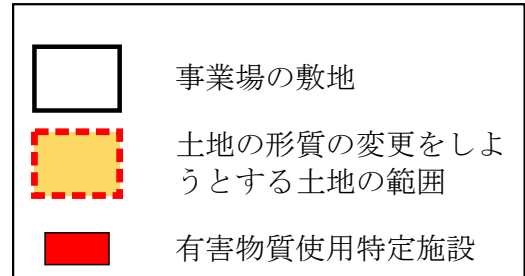 事業場の敷地
土地の形質の変更をしよ
うとする土地の範囲
有害物質使用特定施設